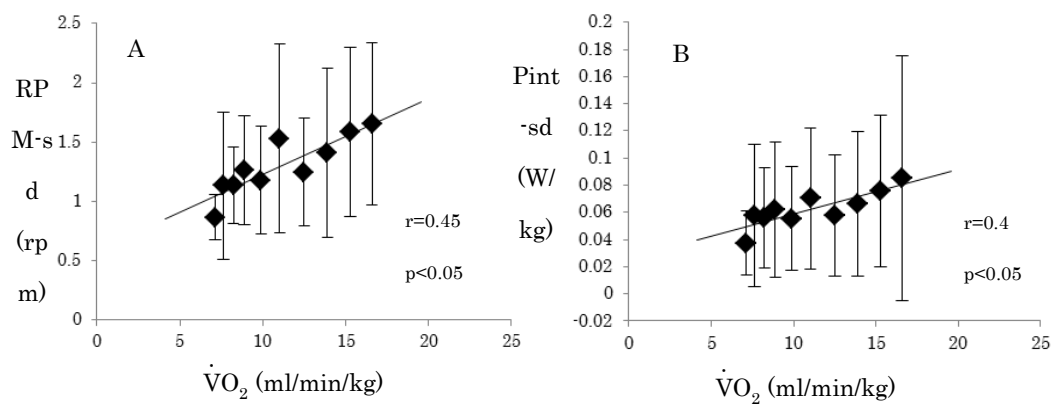 A
RP
M-s
d
(rp
m)
2.5
2
1.5
1
0.5
0
r=0.45
p<0.05
0 5 10 15 20 25
V̇O₂ (ml/min/kg)
B
Pint
-sd
(W/
kg)
0.2
0.18
0.16
0.14
0.12
0.1
0.08
0.06
0.04
0.02
0
-0.02
r=0.4
p<0.05
0 5 10 15 20 25
V̇O₂ (ml/min/kg)